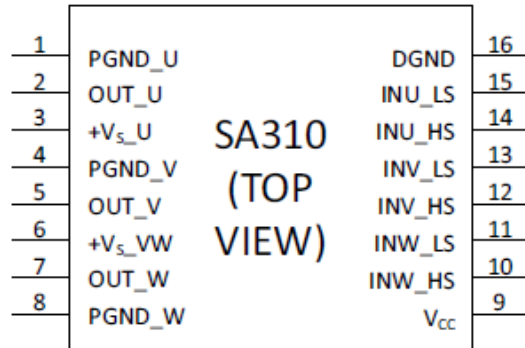 1 PGND_U DGND 16
2 OUT_U INU_LS 15
3 +Vs_U INU_HS 14
SA310
4 PGND_V INV_LS 13
(TOP
5 OUT_V INV_HS 12
6 +Vs_VW INW_LS 11
VIEW)
7 OUT_W INW_HS 10
8 PGND_W VCC 9